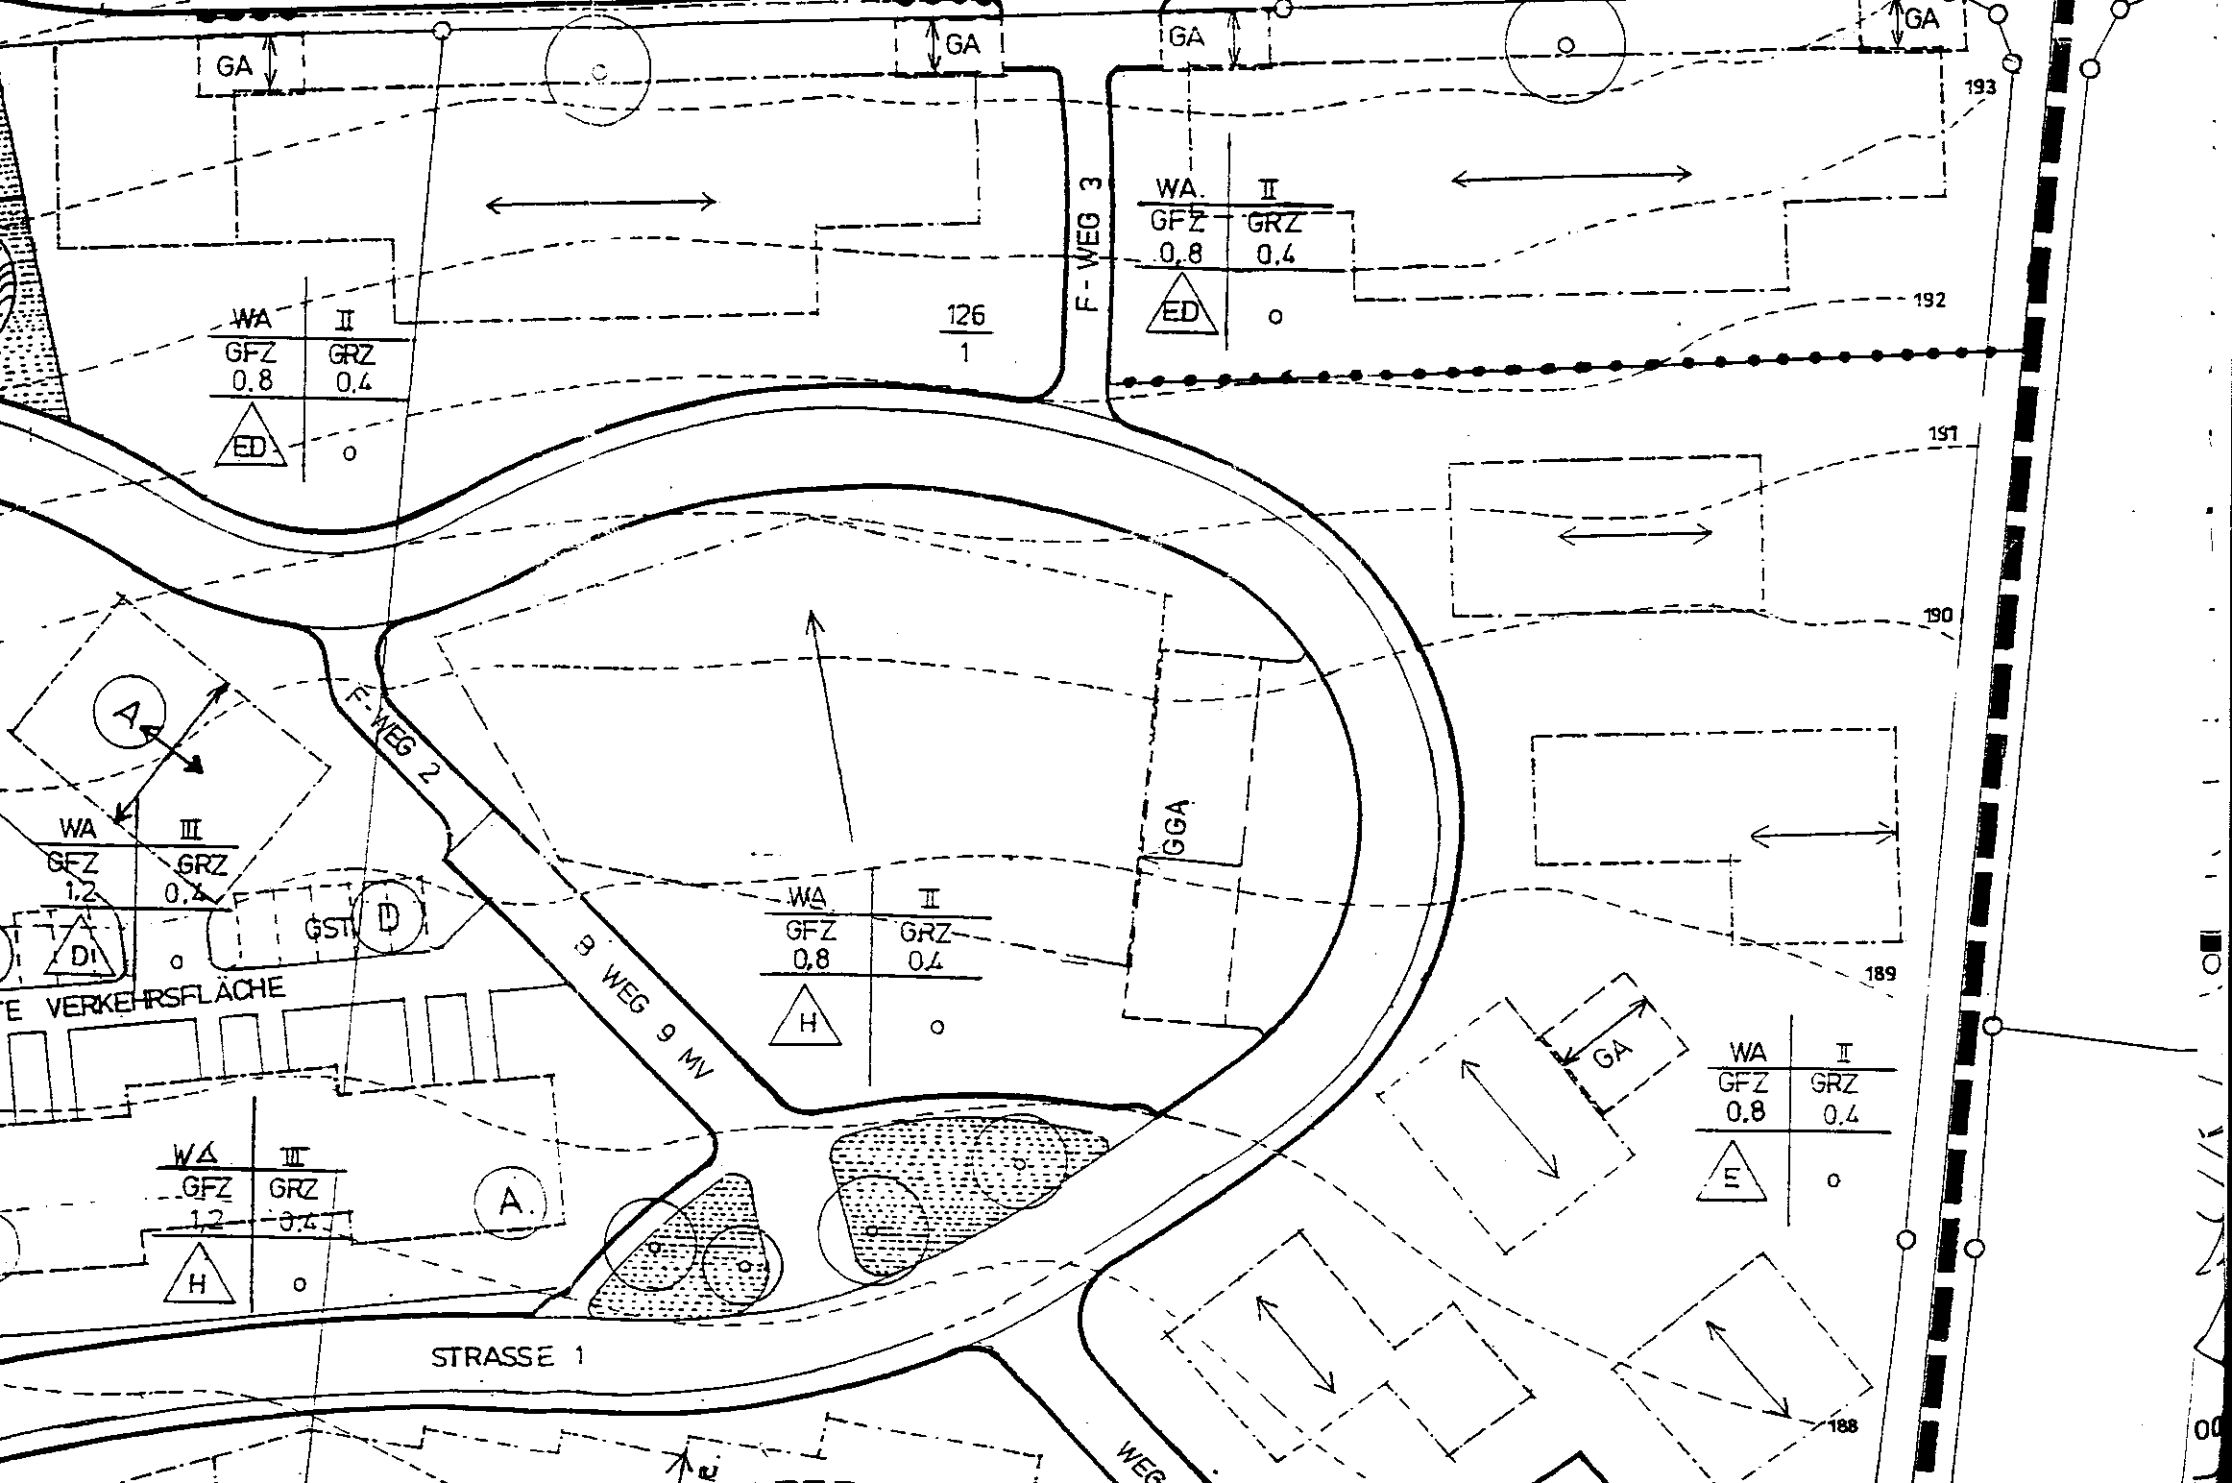 GA
GA
GA
GA
193
F-WEG 3
WA II
GFZ GRZ
0,8 0.4
ED o
192
126
1
WA II
GFZ GRZ
0.8 0.4
ED o
191
190
A
F-WEG 2
GGA
WA III
GFZ GRZ
1,2 0.4
D o
GST D
WA II
GFZ GRZ
0,8 0.4
H o
189
TE VERKEHRSFLÄCHE
B WEG 9 MV
GA
WA II
GFZ GRZ
0.8 0.4
E o
WA III
GFZ GRZ
1,2 0.4
H o
A
STRASSE 1
188
WEG